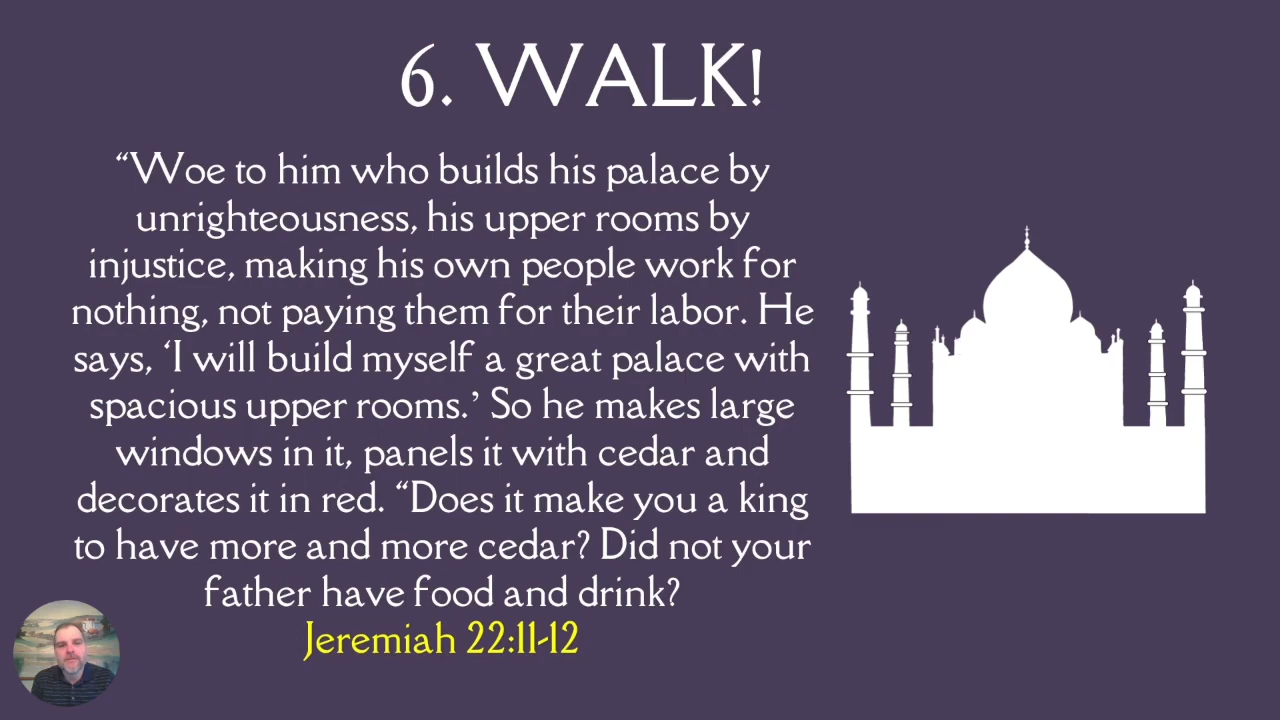 6. WALK!
“Woe to him who builds his palace by
unrighteousness, his upper rooms by
injustice, making his own people work for
nothing, not paying them for their labor. He
says, ‘I will build myself a great palace with
spacious upper rooms.’ So he makes large
windows in it, panels it with cedar and
decorates it in red. “Does it make you a king
to have more and more cedar? Did not your
father have food and drink?
Jeremiah 22:11-12